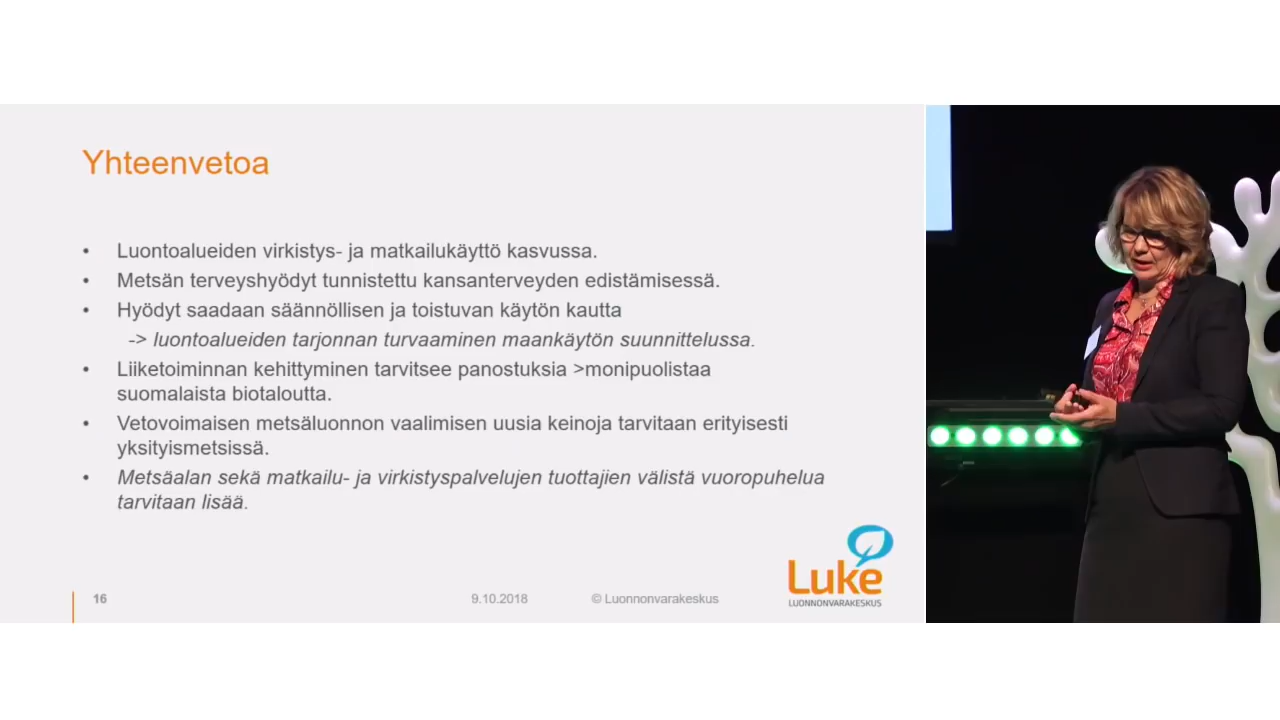 Yhteenvetoa
• Luontoalueiden virkistys- ja matkailukäyttö kasvussa.
• Metsän terveyshyödyt tunnistettu kansanterveyden edistämisessä.
• Hyödyt saadaan säännöllisen ja toistuvan käytön kautta
-> luontoalueiden tarjonnan turvaaminen maankäytön suunnittelussa.
• Liiketoiminnan kehittyminen tarvitsee panostuksia >monipuolistaa
suomalaista biotaloutta.
• Vetovoimaisen metsäluonnon vaalimisen uusia keinoja tarvitaan erityisesti
yksityismetsissä.
• Metsäalan sekä matkailu- ja virkistyspalvelujen tuottajien välistä vuoropuhelua
tarvitaan lisää.
Luke
LUONNONVARAKESKUS
16 9.10.2018 © Luonnonvarakeskus